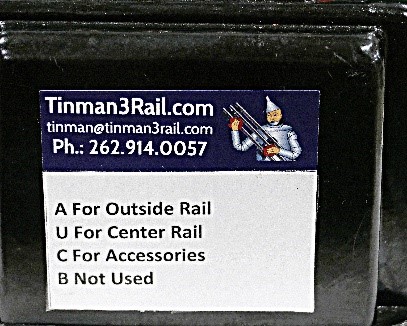 Tinman3Rail.com
tinman@tinman3rail.com
Ph.: 262.914.0057
A For Outside Rail
U For Center Rail
C For Accessories
B Not Used